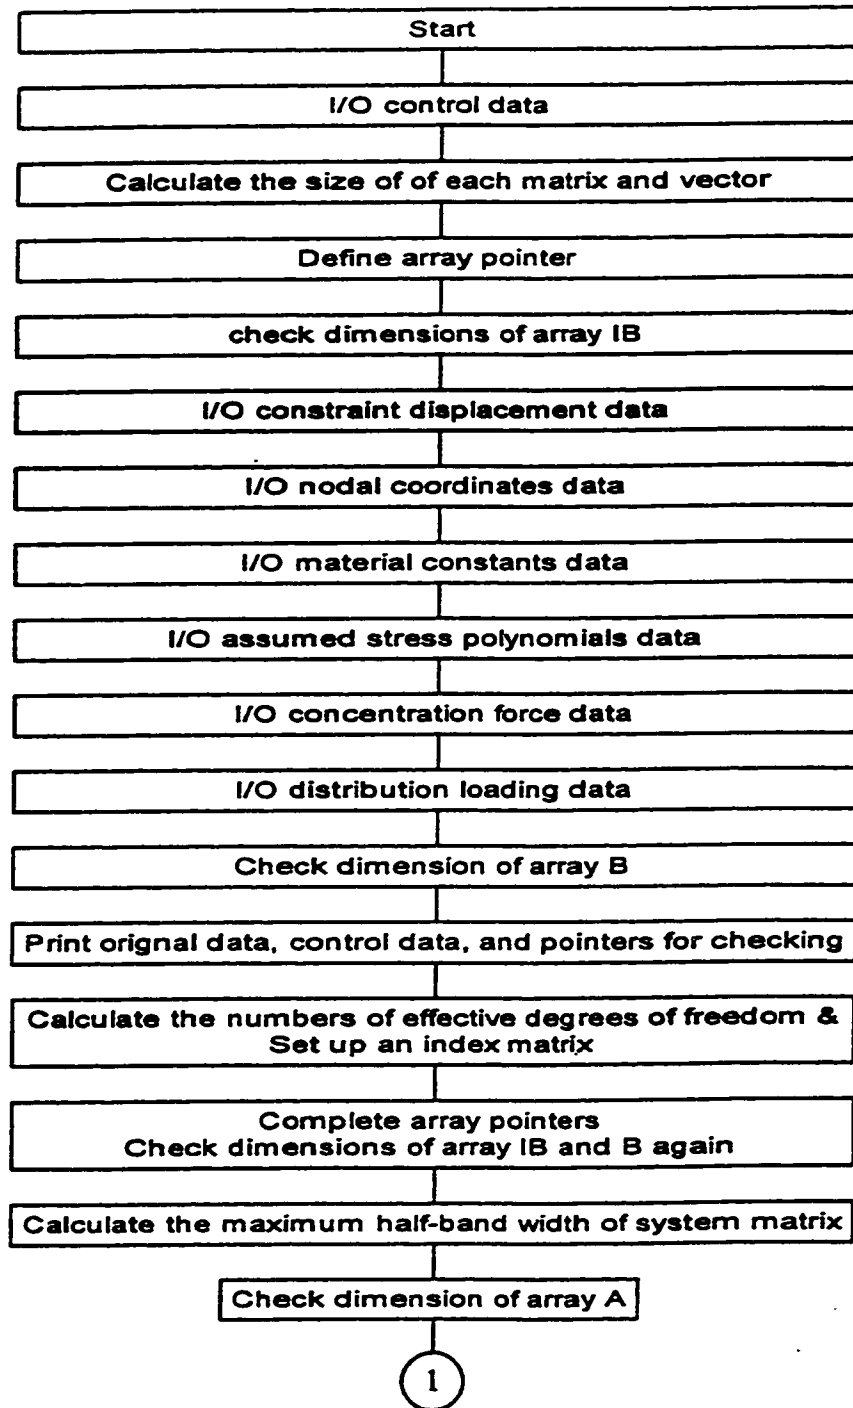 Start
I/O control data
Calculate the size of of each matrix and vector
Define array pointer
check dimensions of array IB
I/O constraint displacement data
I/O nodal coordinates data
I/O material constants data
I/O assumed stress polynomials data
I/O concentration force data
I/O distribution loading data
Check dimension of array B
Print orignal data, control data, and pointers for checking
Calculate the numbers of effective degrees of freedom &
Set up an index matrix
Complete array pointers
Check dimensions of array IB and B again
Calculate the maximum half-band width of system matrix
Check dimension of array A
1